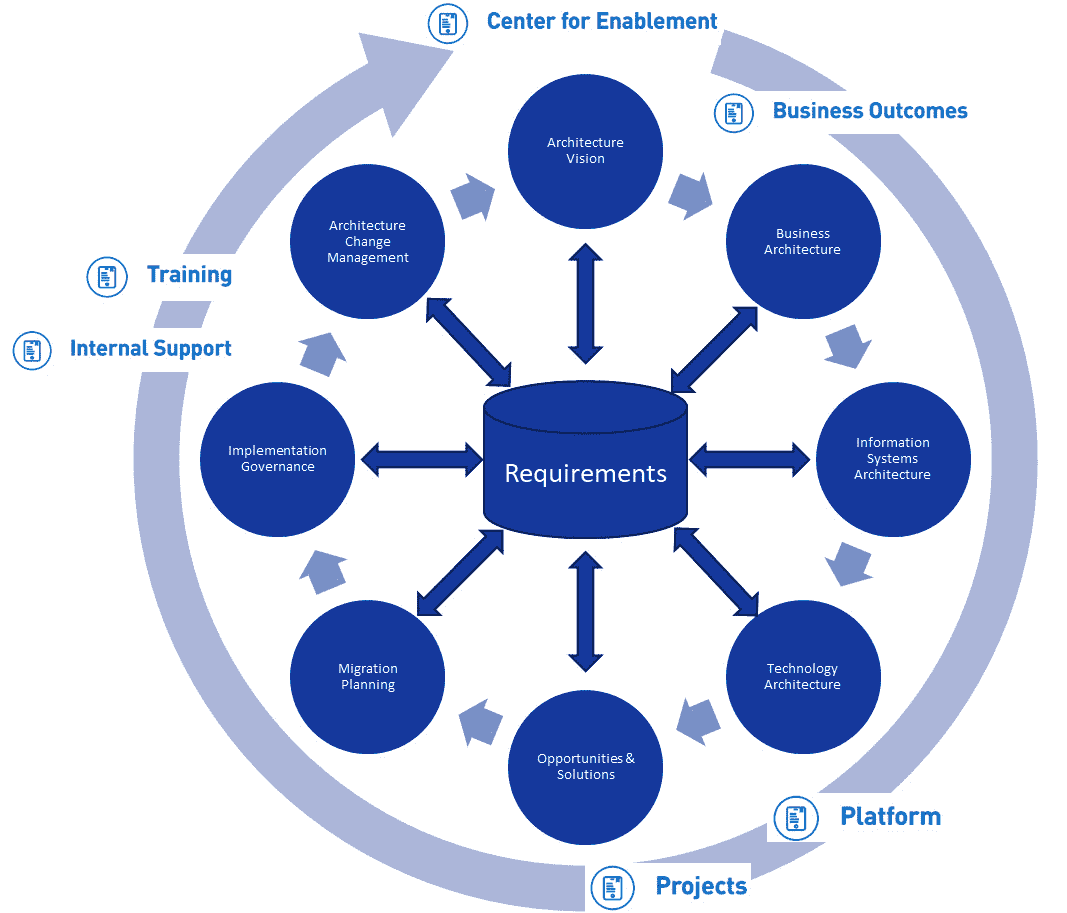 Center for Enablement
Business Outcomes
Architecture
Vision
Architecture
Change
Management
Business
Architecture
Training
Internal Support
Implementation
Governance
Requirements
Information
Systems
Architecture
Migration
Planning
Technology
Architecture
Opportunities &
Solutions
Platform
Projects